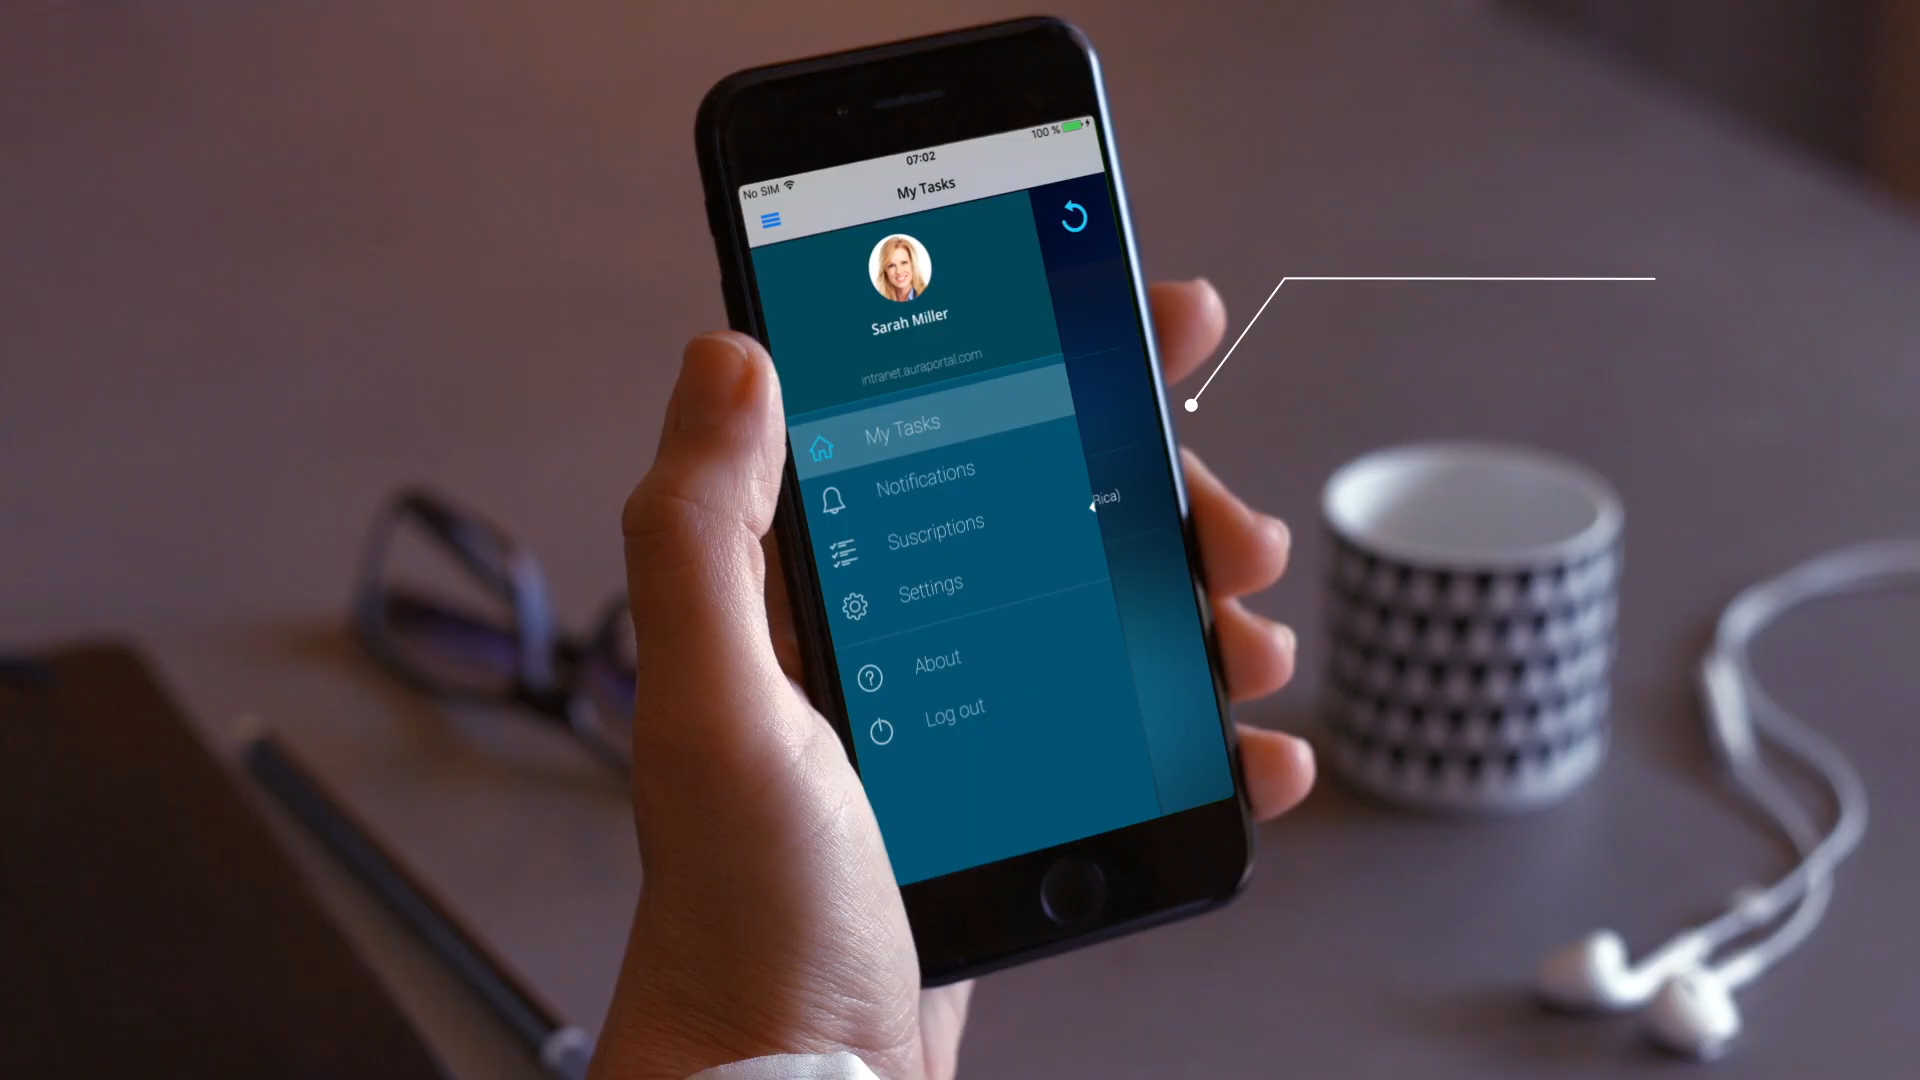 No SIM
07:02
100 %
My Tasks
Sarah Miller
intranet.auraportal.com
My Tasks
Notifications
Rica)
Suscriptions
Settings
About
Log out